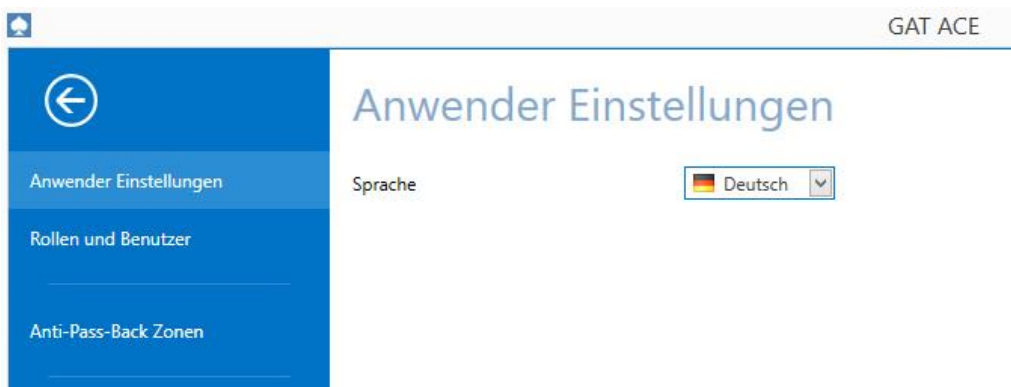 GAT ACE
Anwender Einstellungen
Anwender Einstellungen
Sprache
Deutsch
Rollen und Benutzer
Anti-Pass-Back Zonen